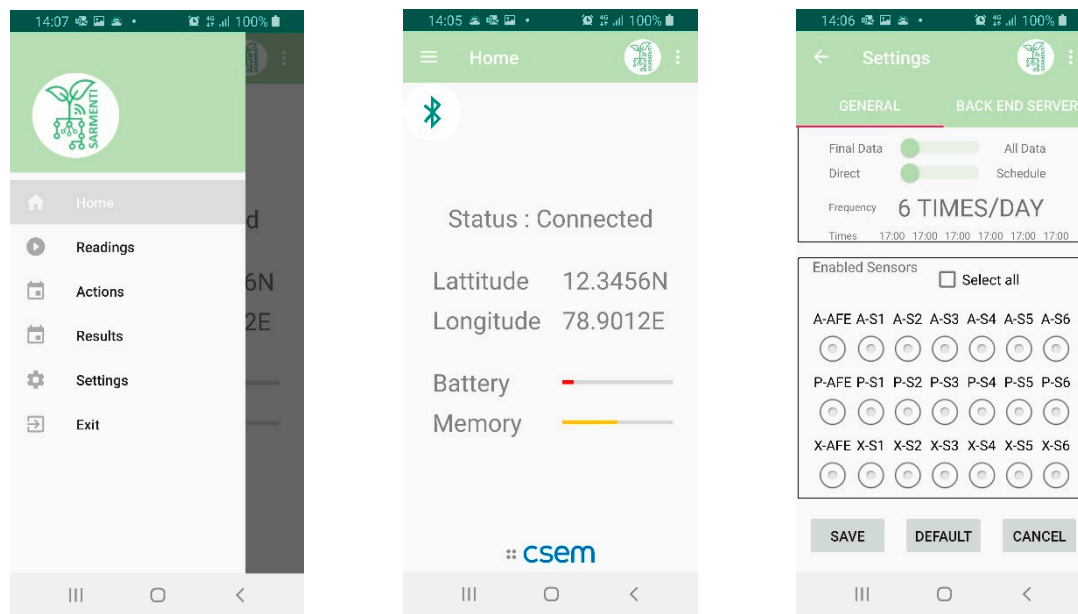 14:07 100%
SARMENTI
Home
Readings
Actions
Results
Settings
Exit
d
6N
2E
14:05 100%
Home
Status : Connected
Lattitude 12.3456N
Longitude 78.9012E
Battery
Memory
:: csem
14:06 100%
Settings
GENERAL BACK END SERVER
Final Data All Data
Direct Schedule
Frequency 6 TIMES/DAY
Times 17:00 17:00 17:00 17:00 17:00 17:00
Enabled Sensors
Select all
A-AFE A-S1 A-S2 A-S3 A-S4 A-S5 A-S6
P-AFE P-S1 P-S2 P-S3 P-S4 P-S5 P-S6
X-AFE X-S1 X-S2 X-S3 X-S4 X-S5 X-S6
SAVE DEFAULT CANCEL